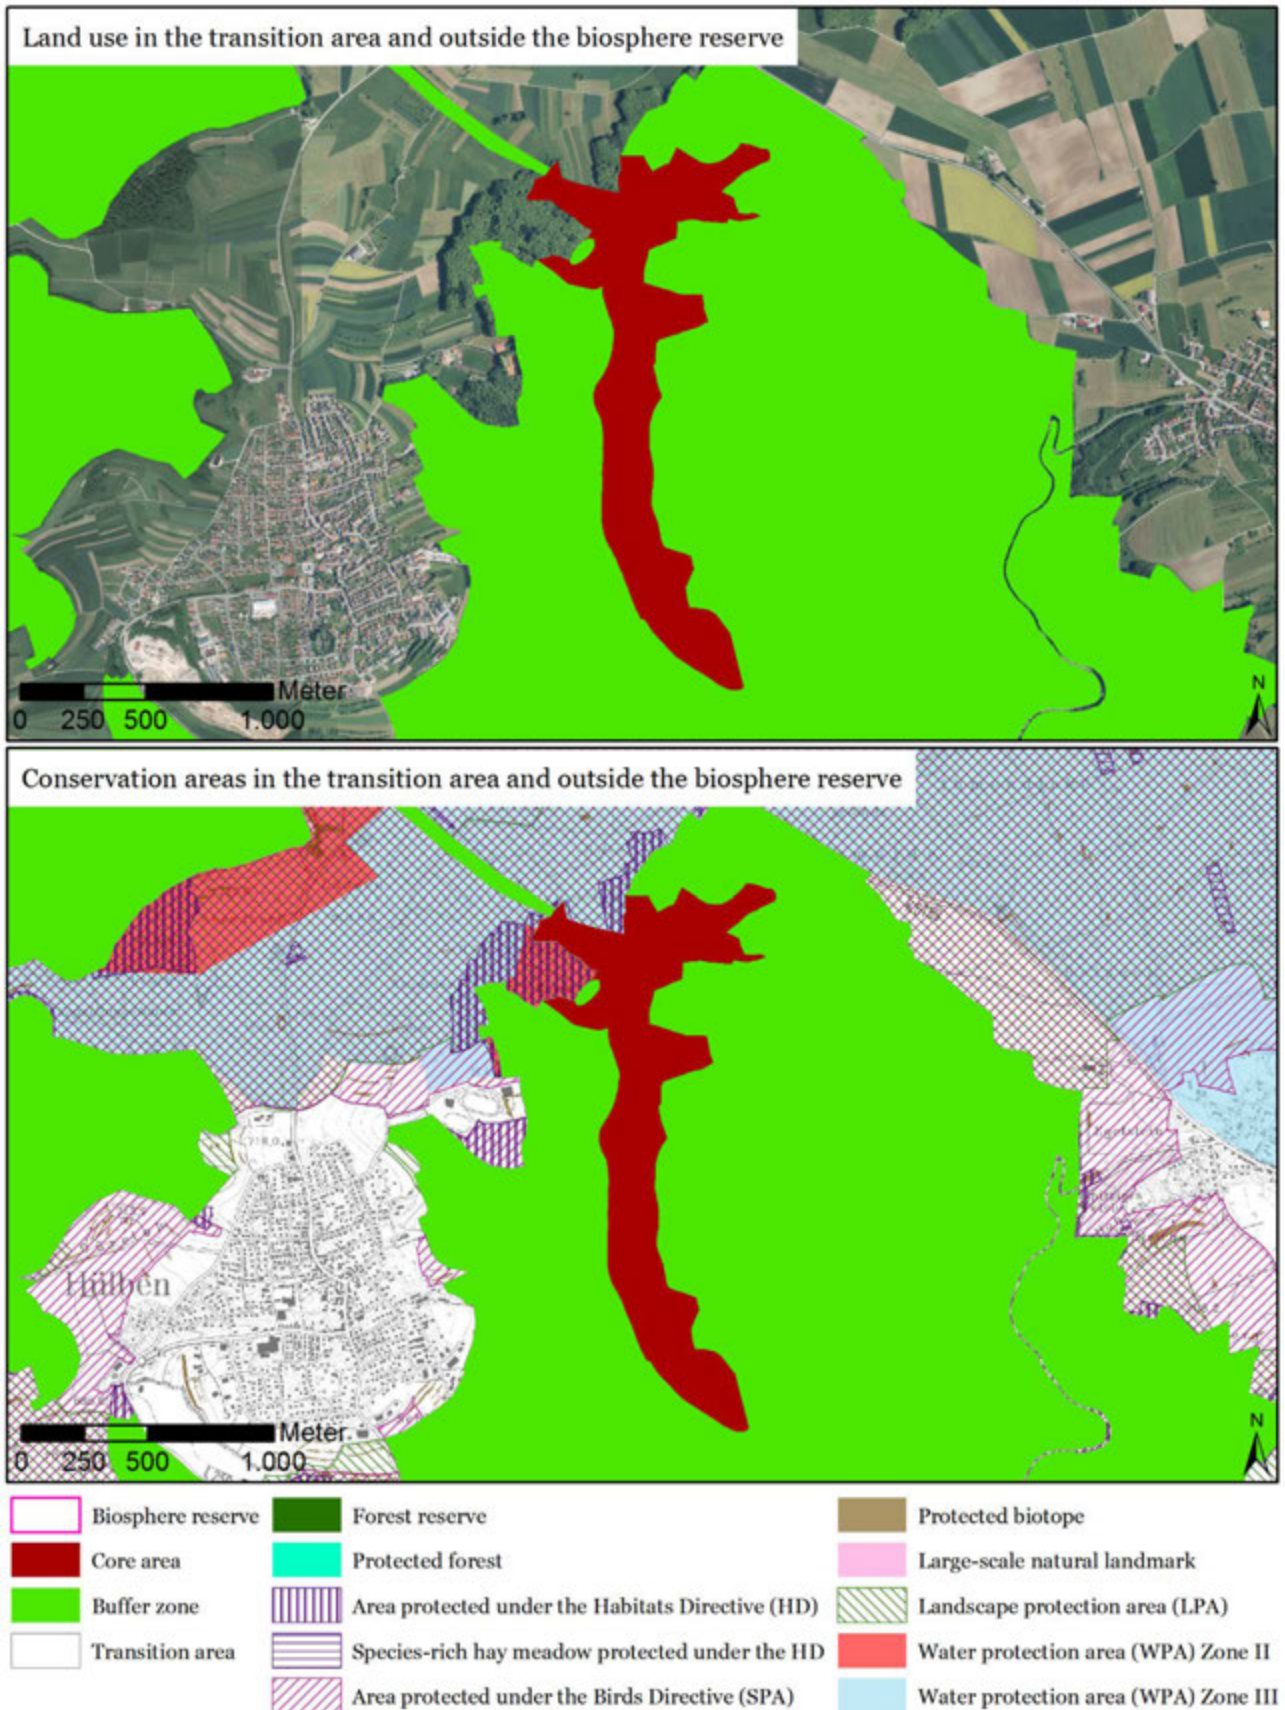 Land use in the transition area and outside the biosphere reserve
N
Meter
0 250 500 1.000
Conservation areas in the transition area and outside the biosphere reserve
Hülben
N
Meter
0 250 500 1.000
Biosphere reserve
Forest reserve
Protected biotope
Core area
Protected forest
Large-scale natural landmark
Buffer zone
Area protected under the Habitats Directive (HD)
Landscape protection area (LPA)
Transition area
Species-rich hay meadow protected under the HD
Water protection area (WPA) Zone II
Area protected under the Birds Directive (SPA)
Water protection area (WPA) Zone III